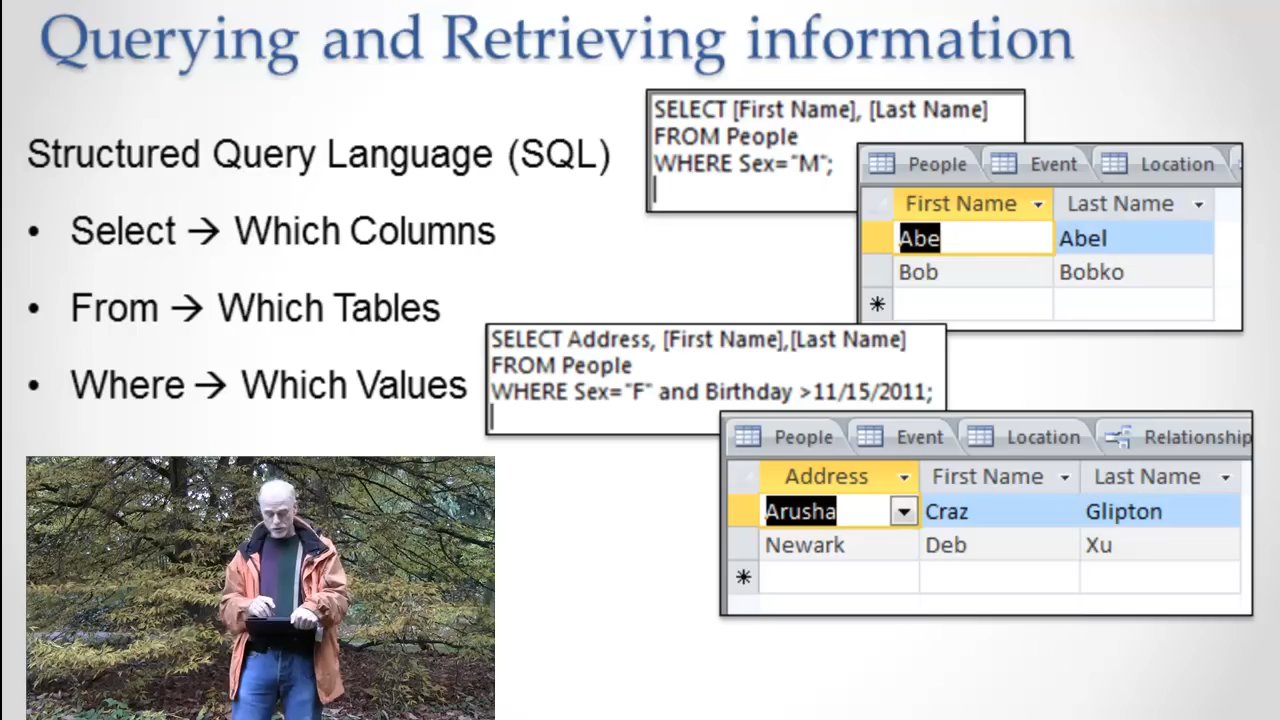 Querying and Retrieving information
Structured Query Language (SQL)
• Select → Which Columns
• From → Which Tables
• Where → Which Values
SELECT [First Name], [Last Name]
FROM People
WHERE Sex="M";
People Event Location
First Name Last Name
Abe Abel
Bob Bobko
SELECT Address, [First Name],[Last Name]
FROM People
WHERE Sex="F" and Birthday >11/15/2011;
People Event Location Relationship
Address First Name Last Name
Arusha Craz Glipton
Newark Deb Xu